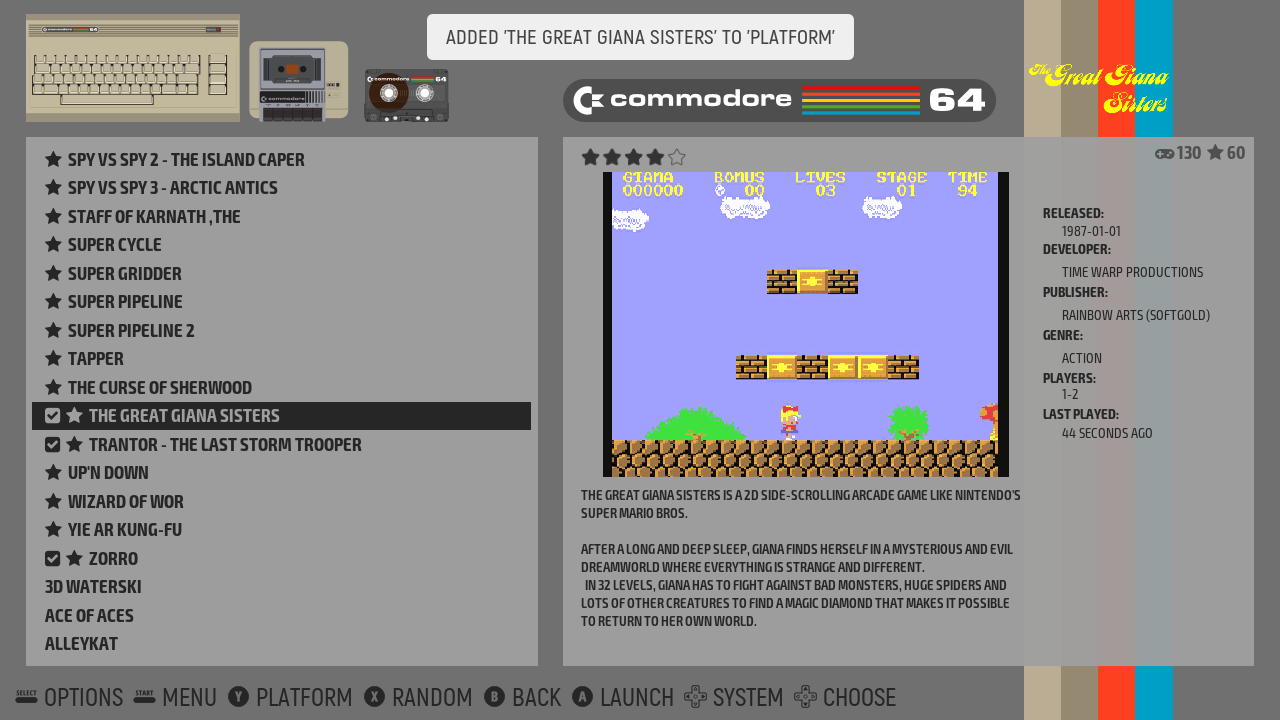 ADDED 'THE GREAT GIANA SISTERS' TO 'PLATFORM'
commodore 64
The Great Giana
Sisters
commodore 64
SPY VS SPY 2 - THE ISLAND CAPER
SPY VS SPY 3 - ARCTIC ANTICS
STAFF OF KARNATH ,THE
SUPER CYCLE
SUPER GRIDDER
SUPER PIPELINE
SUPER PIPELINE 2
TAPPER
THE CURSE OF SHERWOOD
THE GREAT GIANA SISTERS
TRANTOR - THE LAST STORM TROOPER
UP'N DOWN
WIZARD OF WOR
YIE AR KUNG-FU
ZORRO
3D WATERSKI
ACE OF ACES
ALLEYKAT
130 60
GIANA BONUS LIVES STAGE TIME
000000 00 03 01 94
RELEASED:
1987-01-01
DEVELOPER:
TIME WARP PRODUCTIONS
PUBLISHER:
RAINBOW ARTS (SOFTGOLD)
GENRE:
ACTION
PLAYERS:
1-2
LAST PLAYED:
44 SECONDS AGO
THE GREAT GIANA SISTERS IS A 2D SIDE-SCROLLING ARCADE GAME LIKE NINTENDO'S
SUPER MARIO BROS.
AFTER A LONG AND DEEP SLEEP, GIANA FINDS HERSELF IN A MYSTERIOUS AND EVIL
DREAMWORLD WHERE EVERYTHING IS STRANGE AND DIFFERENT.
IN 32 LEVELS, GIANA HAS TO FIGHT AGAINST BAD MONSTERS, HUGE SPIDERS AND
LOTS OF OTHER CREATURES TO FIND A MAGIC DIAMOND THAT MAKES IT POSSIBLE
TO RETURN TO HER OWN WORLD.
SELECT OPTIONS START MENU Y PLATFORM X RANDOM B BACK A LAUNCH SYSTEM CHOOSE